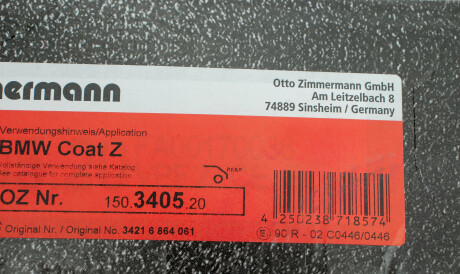 mermann
Otto Zimmermann GmbH
Am Leitzelbach 8
74889 Sinsheim / Germany
Verwendungshinweis/Application
BMW Coat Z
Vollständige Verwendung siehe Katalog
See catalogue for complete application
OZ Nr. 150.3405.20
4 250238 718574
Original Nr. / Original No. 3421 6 864 061
E 90 R - 02 C0446/0446